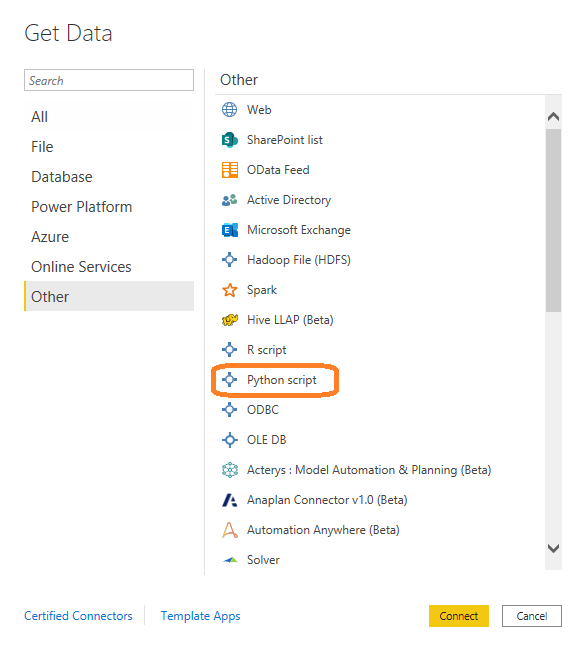 Get Data
Search
All
File
Database
Power Platform
Azure
Online Services
Other
Other
Web
SharePoint list
OData Feed
Active Directory
Microsoft Exchange
Hadoop File (HDFS)
Spark
Hive LLAP (Beta)
R script
Python script
ODBC
OLE DB
Acterys : Model Automation & Planning (Beta)
Anaplan Connector v1.0 (Beta)
Automation Anywhere (Beta)
Solver
Certified Connectors
Template Apps
Connect
Cancel